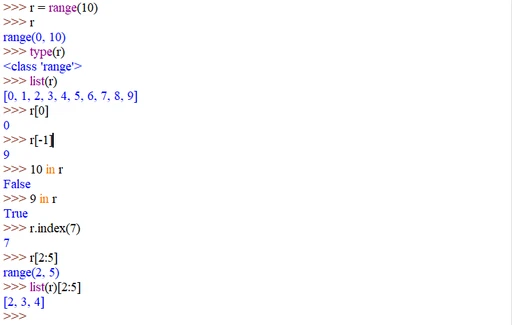 >>> r = range(10)
>>> r
range(0, 10)
>>> type(r)
<class 'range'>
>>> list(r)
[0, 1, 2, 3, 4, 5, 6, 7, 8, 9]
>>> r[0]
0
>>> r[-1]
9
>>> 10 in r
False
>>> 9 in r
True
>>> r.index(7)
7
>>> r[2:5]
range(2, 5)
>>> list(r)[2:5]
[2, 3, 4]
>>>